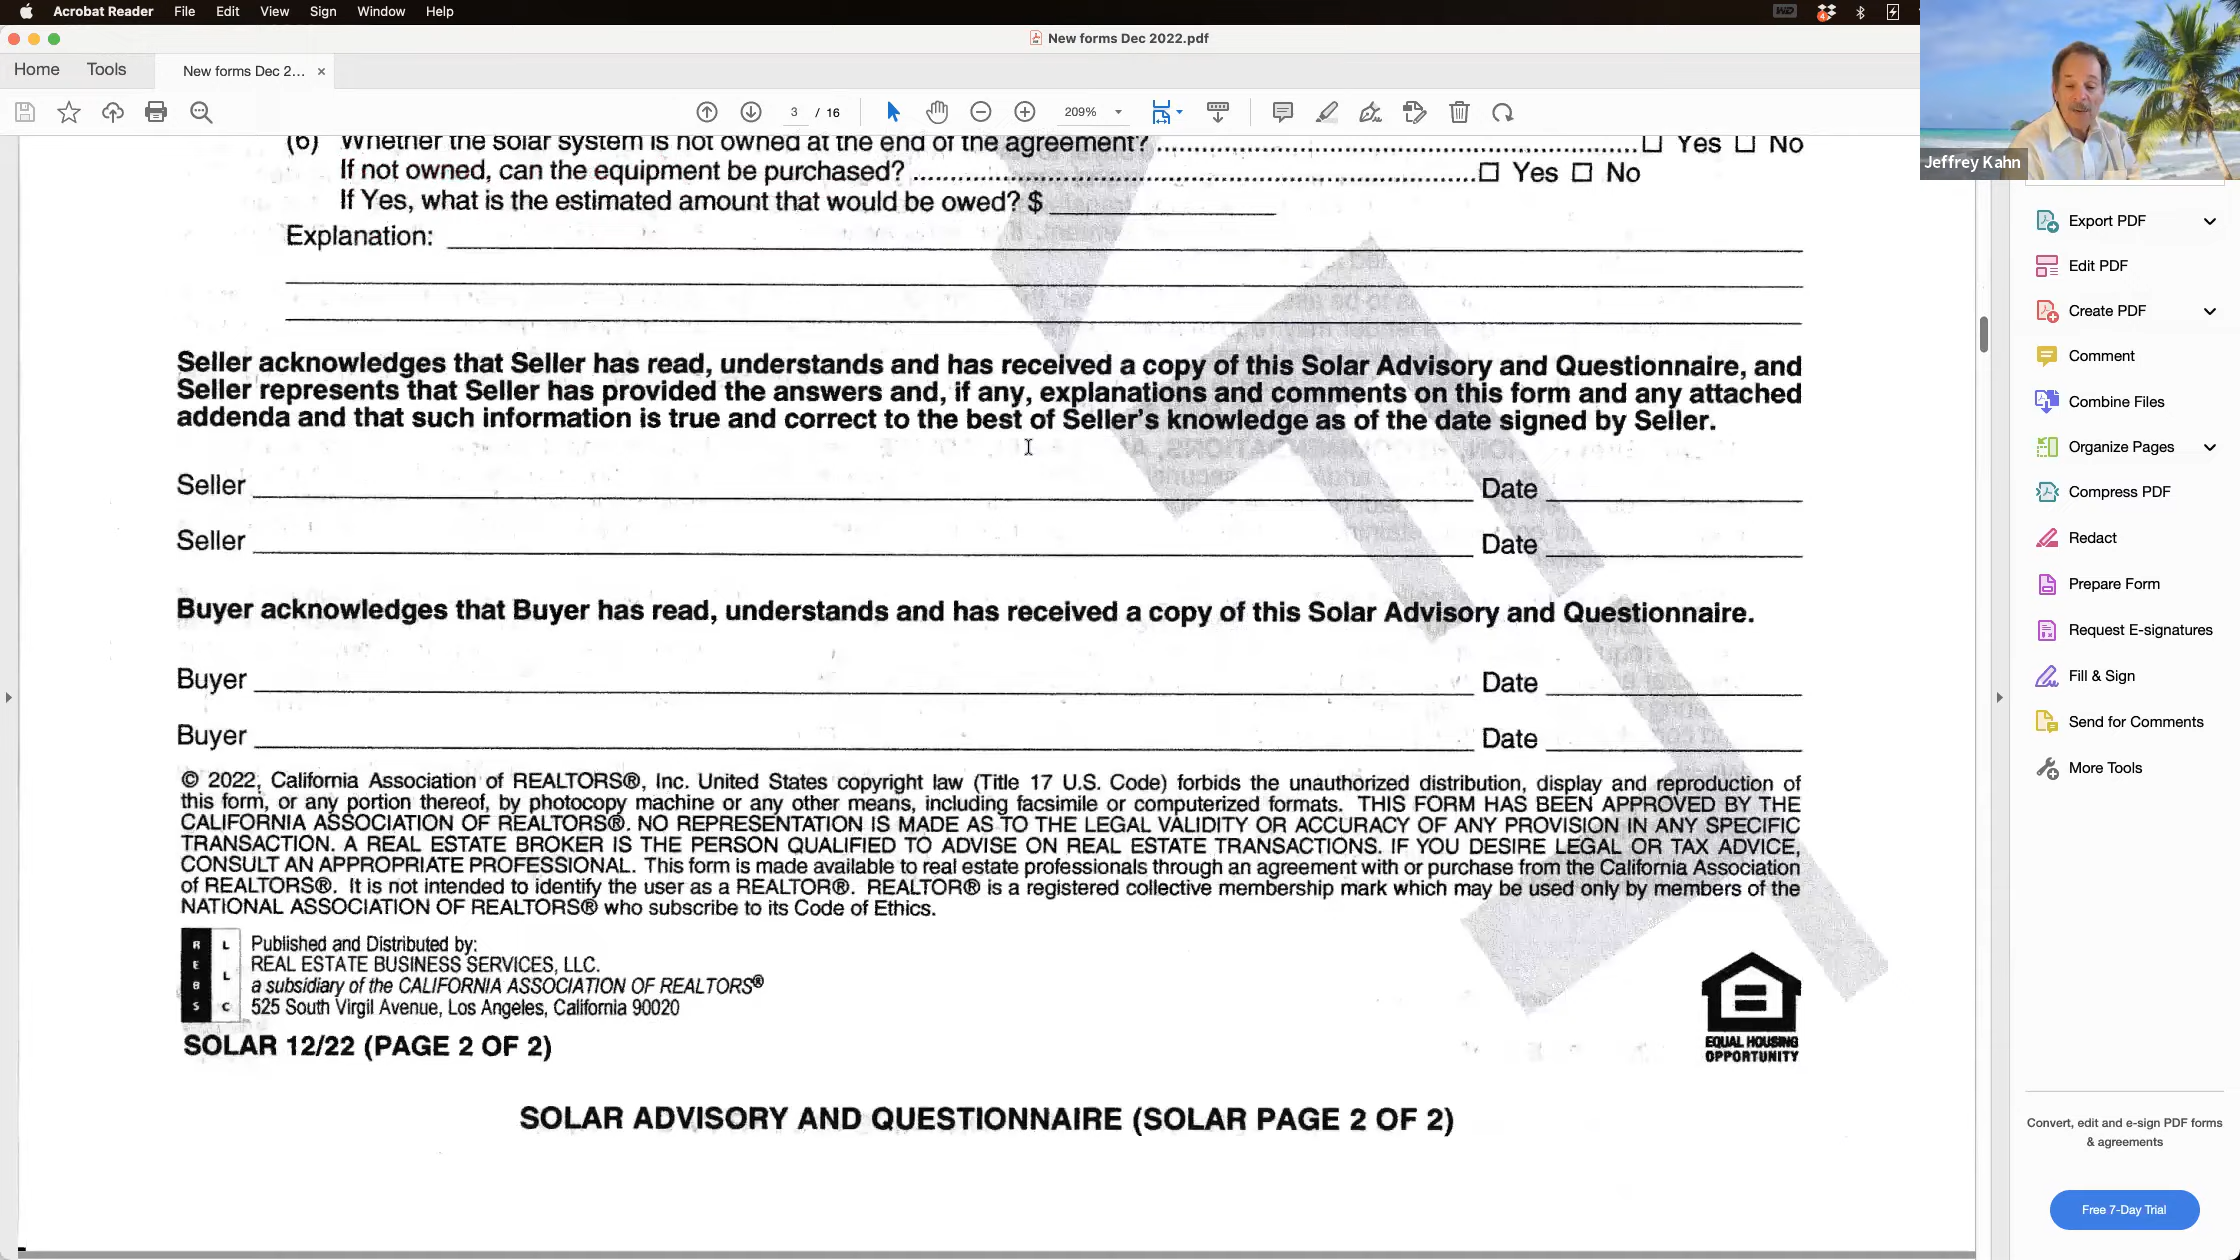 Acrobat Reader File Edit View Sign Window Help
New forms Dec 2022.pdf
Home Tools New forms Dec 2... ×
3 / 16 209%
Jeffrey Kahn
(6) Whether the solar system is not owned at the end of the agreement? ☐ Yes ☐ No
If not owned, can the equipment be purchased? ☐ Yes ☐ No
If Yes, what is the estimated amount that would be owed? $
Explanation:
Seller acknowledges that Seller has read, understands and has received a copy of this Solar Advisory and Questionnaire, and
Seller represents that Seller has provided the answers and, if any, explanations and comments on this form and any attached
addenda and that such information is true and correct to the best of Seller's knowledge as of the date signed by Seller.
Seller Date
Seller Date
Buyer acknowledges that Buyer has read, understands and has received a copy of this Solar Advisory and Questionnaire.
Buyer Date
Buyer Date
© 2022, California Association of REALTORS®, Inc. United States copyright law (Title 17 U.S. Code) forbids the unauthorized distribution, display and reproduction of
this form, or any portion thereof, by photocopy machine or any other means, including facsimile or computerized formats. THIS FORM HAS BEEN APPROVED BY THE
CALIFORNIA ASSOCIATION OF REALTORS®. NO REPRESENTATION IS MADE AS TO THE LEGAL VALIDITY OR ACCURACY OF ANY PROVISION IN ANY SPECIFIC
TRANSACTION. A REAL ESTATE BROKER IS THE PERSON QUALIFIED TO ADVISE ON REAL ESTATE TRANSACTIONS. IF YOU DESIRE LEGAL OR TAX ADVICE,
CONSULT AN APPROPRIATE PROFESSIONAL. This form is made available to real estate professionals through an agreement with or purchase from the California Association
of REALTORS®. It is not intended to identify the user as a REALTOR®. REALTOR® is a registered collective membership mark which may be used only by members of the
NATIONAL ASSOCIATION OF REALTORS® who subscribe to its Code of Ethics.
R L
E
L
B
S C
Published and Distributed by:
REAL ESTATE BUSINESS SERVICES, LLC.
a subsidiary of the CALIFORNIA ASSOCIATION OF REALTORS®
525 South Virgil Avenue, Los Angeles, California 90020
EQUAL HOUSING
OPPORTUNITY
SOLAR 12/22 (PAGE 2 OF 2)
SOLAR ADVISORY AND QUESTIONNAIRE (SOLAR PAGE 2 OF 2)
Export PDF
Edit PDF
Create PDF
Comment
Combine Files
Organize Pages
Compress PDF
Redact
Prepare Form
Request E-signatures
Fill & Sign
Send for Comments
More Tools
Convert, edit and e-sign PDF forms
& agreements
Free 7-Day Trial